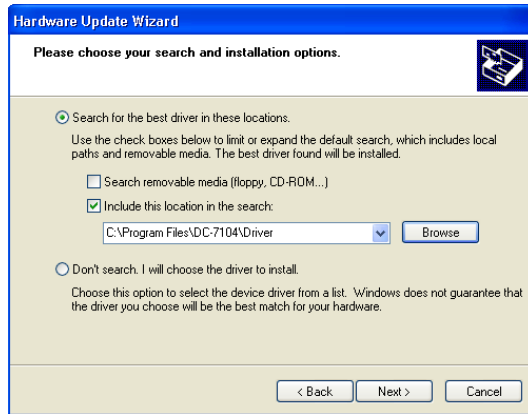 Hardware Update Wizard
Please choose your search and installation options.
Search for the best driver in these locations.
Use the check boxes below to limit or expand the default search, which includes local
paths and removable media. The best driver found will be installed.
Search removable media (floppy, CD-ROM...)
Include this location in the search:
C:\Program Files\DC-7104\Driver
Browse
Don't search. I will choose the driver to install.
Choose this option to select the device driver from a list. Windows does not guarantee that
the driver you choose will be the best match for your hardware.
< Back Next > Cancel